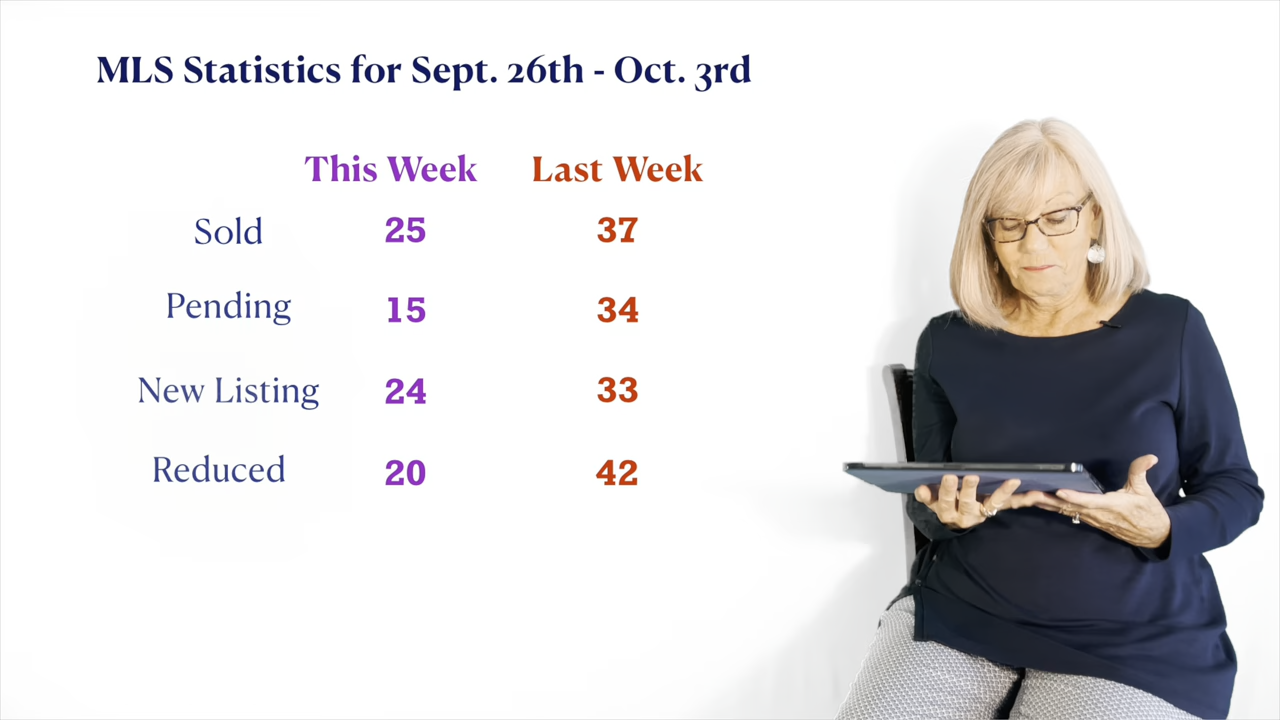 MLS Statistics for Sept. 26th - Oct. 3rd
This Week Last Week
Sold 25 37
Pending 15 34
New Listing 24 33
Reduced 20 42